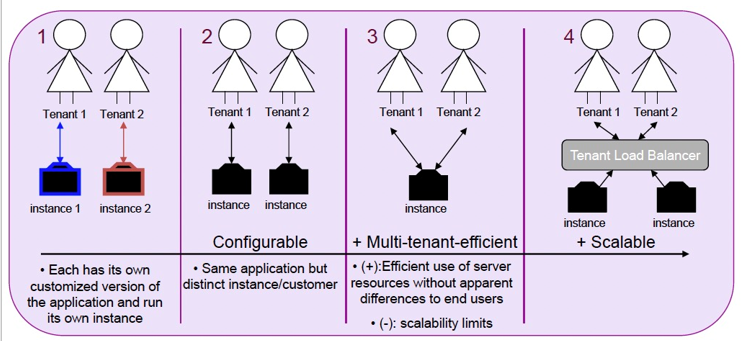 1
Tenant 1
Tenant 2
instance 1
instance 2
• Each has its own
customized version of
the application and run
its own instance
2
Tenant 1
Tenant 2
instance
instance
Configurable
• Same application but
distinct instance/customer
3
Tenant 1
Tenant 2
instance
+ Multi-tenant-efficient
• (+):Efficient use of server
resources without apparent
differences to end users
• (-): scalability limits
4
Tenant 1
Tenant 2
Tenant Load Balancer
instance
instance
+ Scalable